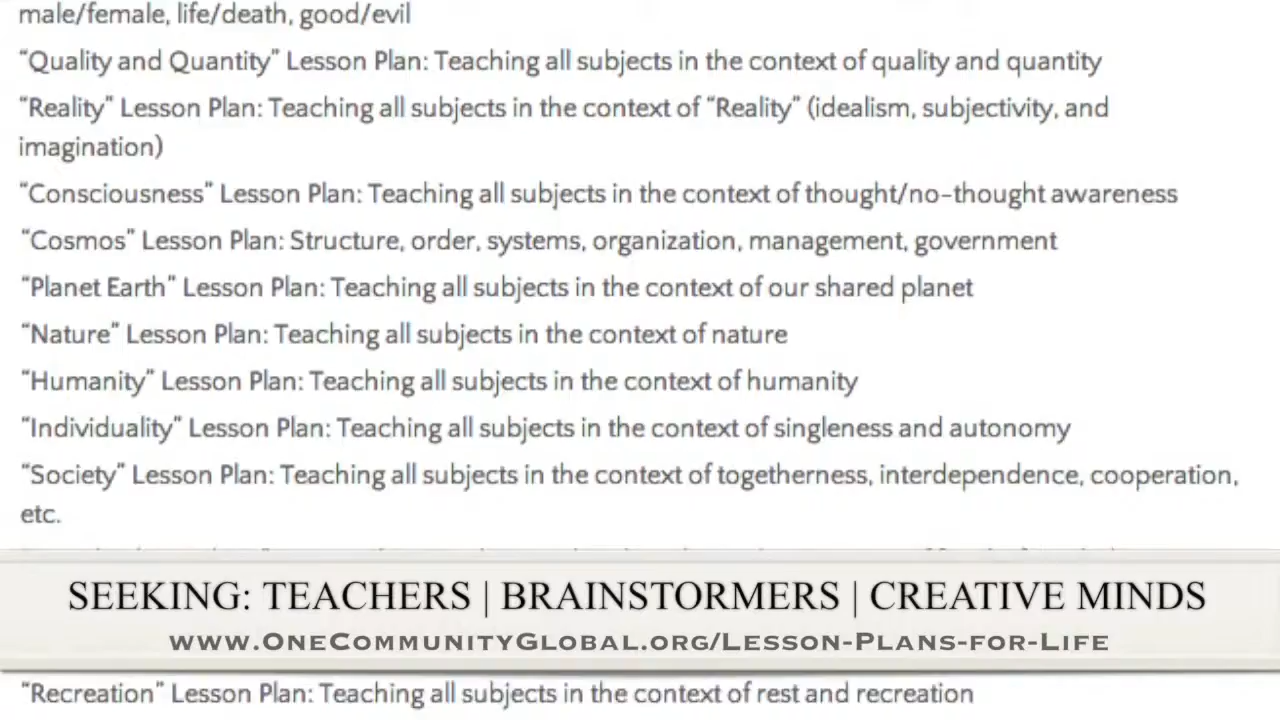 male/female, life/death, good/evil
“Quality and Quantity” Lesson Plan: Teaching all subjects in the context of quality and quantity
“Reality” Lesson Plan: Teaching all subjects in the context of “Reality” (idealism, subjectivity, and
imagination)
“Consciousness” Lesson Plan: Teaching all subjects in the context of thought/no-thought awareness
“Cosmos” Lesson Plan: Structure, order, systems, organization, management, government
“Planet Earth” Lesson Plan: Teaching all subjects in the context of our shared planet
“Nature” Lesson Plan: Teaching all subjects in the context of nature
“Humanity” Lesson Plan: Teaching all subjects in the context of humanity
“Individuality” Lesson Plan: Teaching all subjects in the context of singleness and autonomy
“Society” Lesson Plan: Teaching all subjects in the context of togetherness, interdependence, cooperation,
etc.
SEEKING: TEACHERS | BRAINSTORMERS | CREATIVE MINDS
www.OneCommunityGlobal.org/Lesson-Plans-for-Life
“Recreation” Lesson Plan: Teaching all subjects in the context of rest and recreation